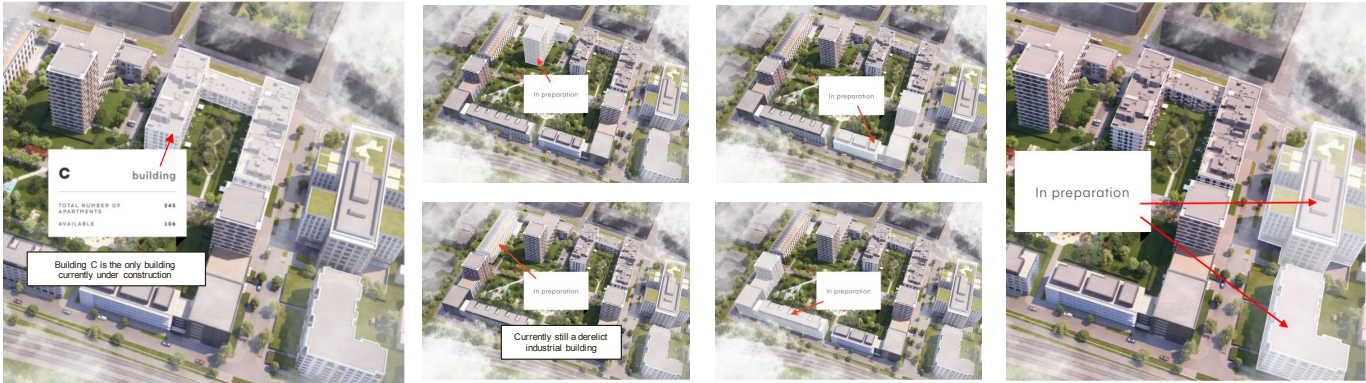 C building
TOTAL NUMBER OF 245
APARTMENTS
AVAILABLE 106
Building C is the only building
currently under construction
In preparation
In preparation
In preparation
Currently still a derelict
industrial building
In preparation
In preparation